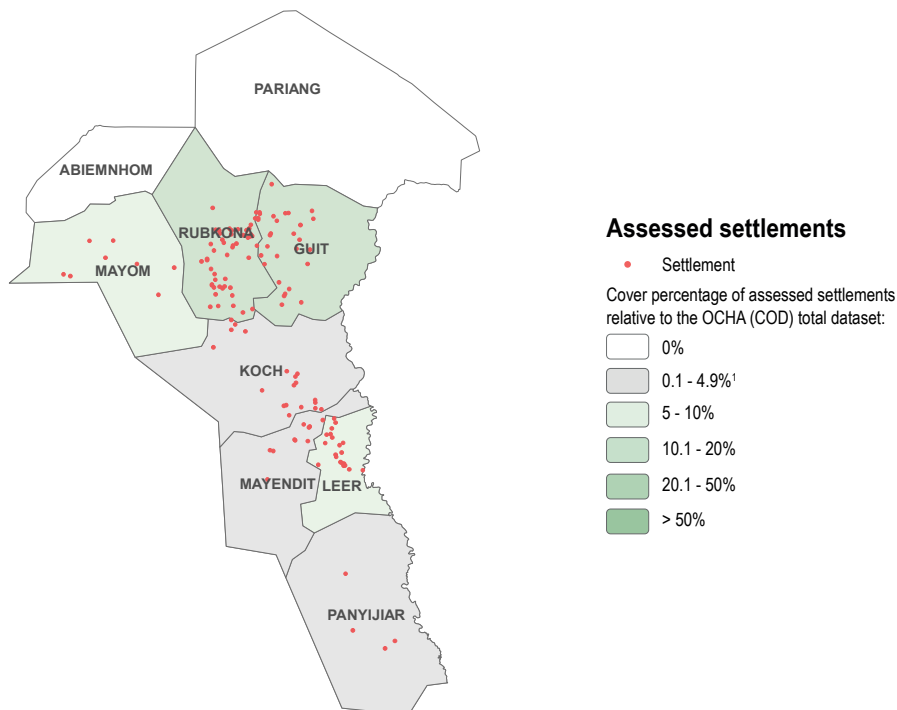 PARIANG
ABIEMNHOM
RUBKONA
GUIT
MAYOM
KOCH
MAYENDIT
LEER
PANYIJIAR
Assessed settlements
Settlement
Cover percentage of assessed settlements
relative to the OCHA (COD) total dataset:
0%
0.1 - 4.9%¹
5 - 10%
10.1 - 20%
20.1 - 50%
> 50%